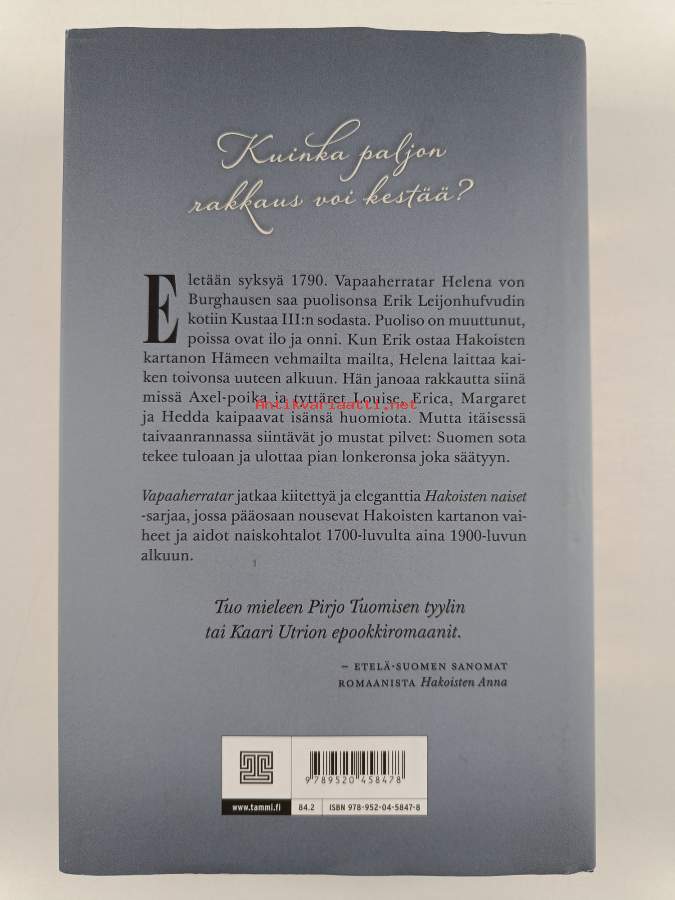 Kuinka paljon
rakkaus voi kestää?
Eletään syksyä 1790. Vapaaherratar Helena von
Burghausen saa puolisonsa Erik Leijonhufvudin
kotiin Kustaa III:n sodasta. Puoliso on muuttunut,
poissa ovat ilo ja onni. Kun Erik ostaa Hakoisten
kartanon Hämeen vehmailta mailta, Helena laittaa kai-
ken toivonsa uuteen alkuun. Hän janoaa rakkautta siinä
missä Axel-poika ja tyttäret Louise, Erica, Margaret
Antikvariaatti.net
ja Hedda kaipaavat isänsä huomiota. Mutta itäisessä
taivaanrannassa siintävät jo mustat pilvet: Suomen sota
tekee tuloaan ja ulottaa pian lonkeronsa joka säätyyn.
Vapaaherratar jatkaa kiitettyä ja eleganttia Hakoisten naiset
-sarjaa, jossa pääosaan nousevat Hakoisten kartanon vai-
heet ja aidot naiskohtalot 1700-luvulta aina 1900-luvun
alkuun.
Tuo mieleen Pirjo Tuomisen tyylin
tai Kaari Utrion epookkiromaanit.
– ETELÄ-SUOMEN SANOMAT
ROMAANISTA Hakoisten Anna
9 789520 458478
www.tammi.fi
84.2
ISBN 978-952-04-5847-8